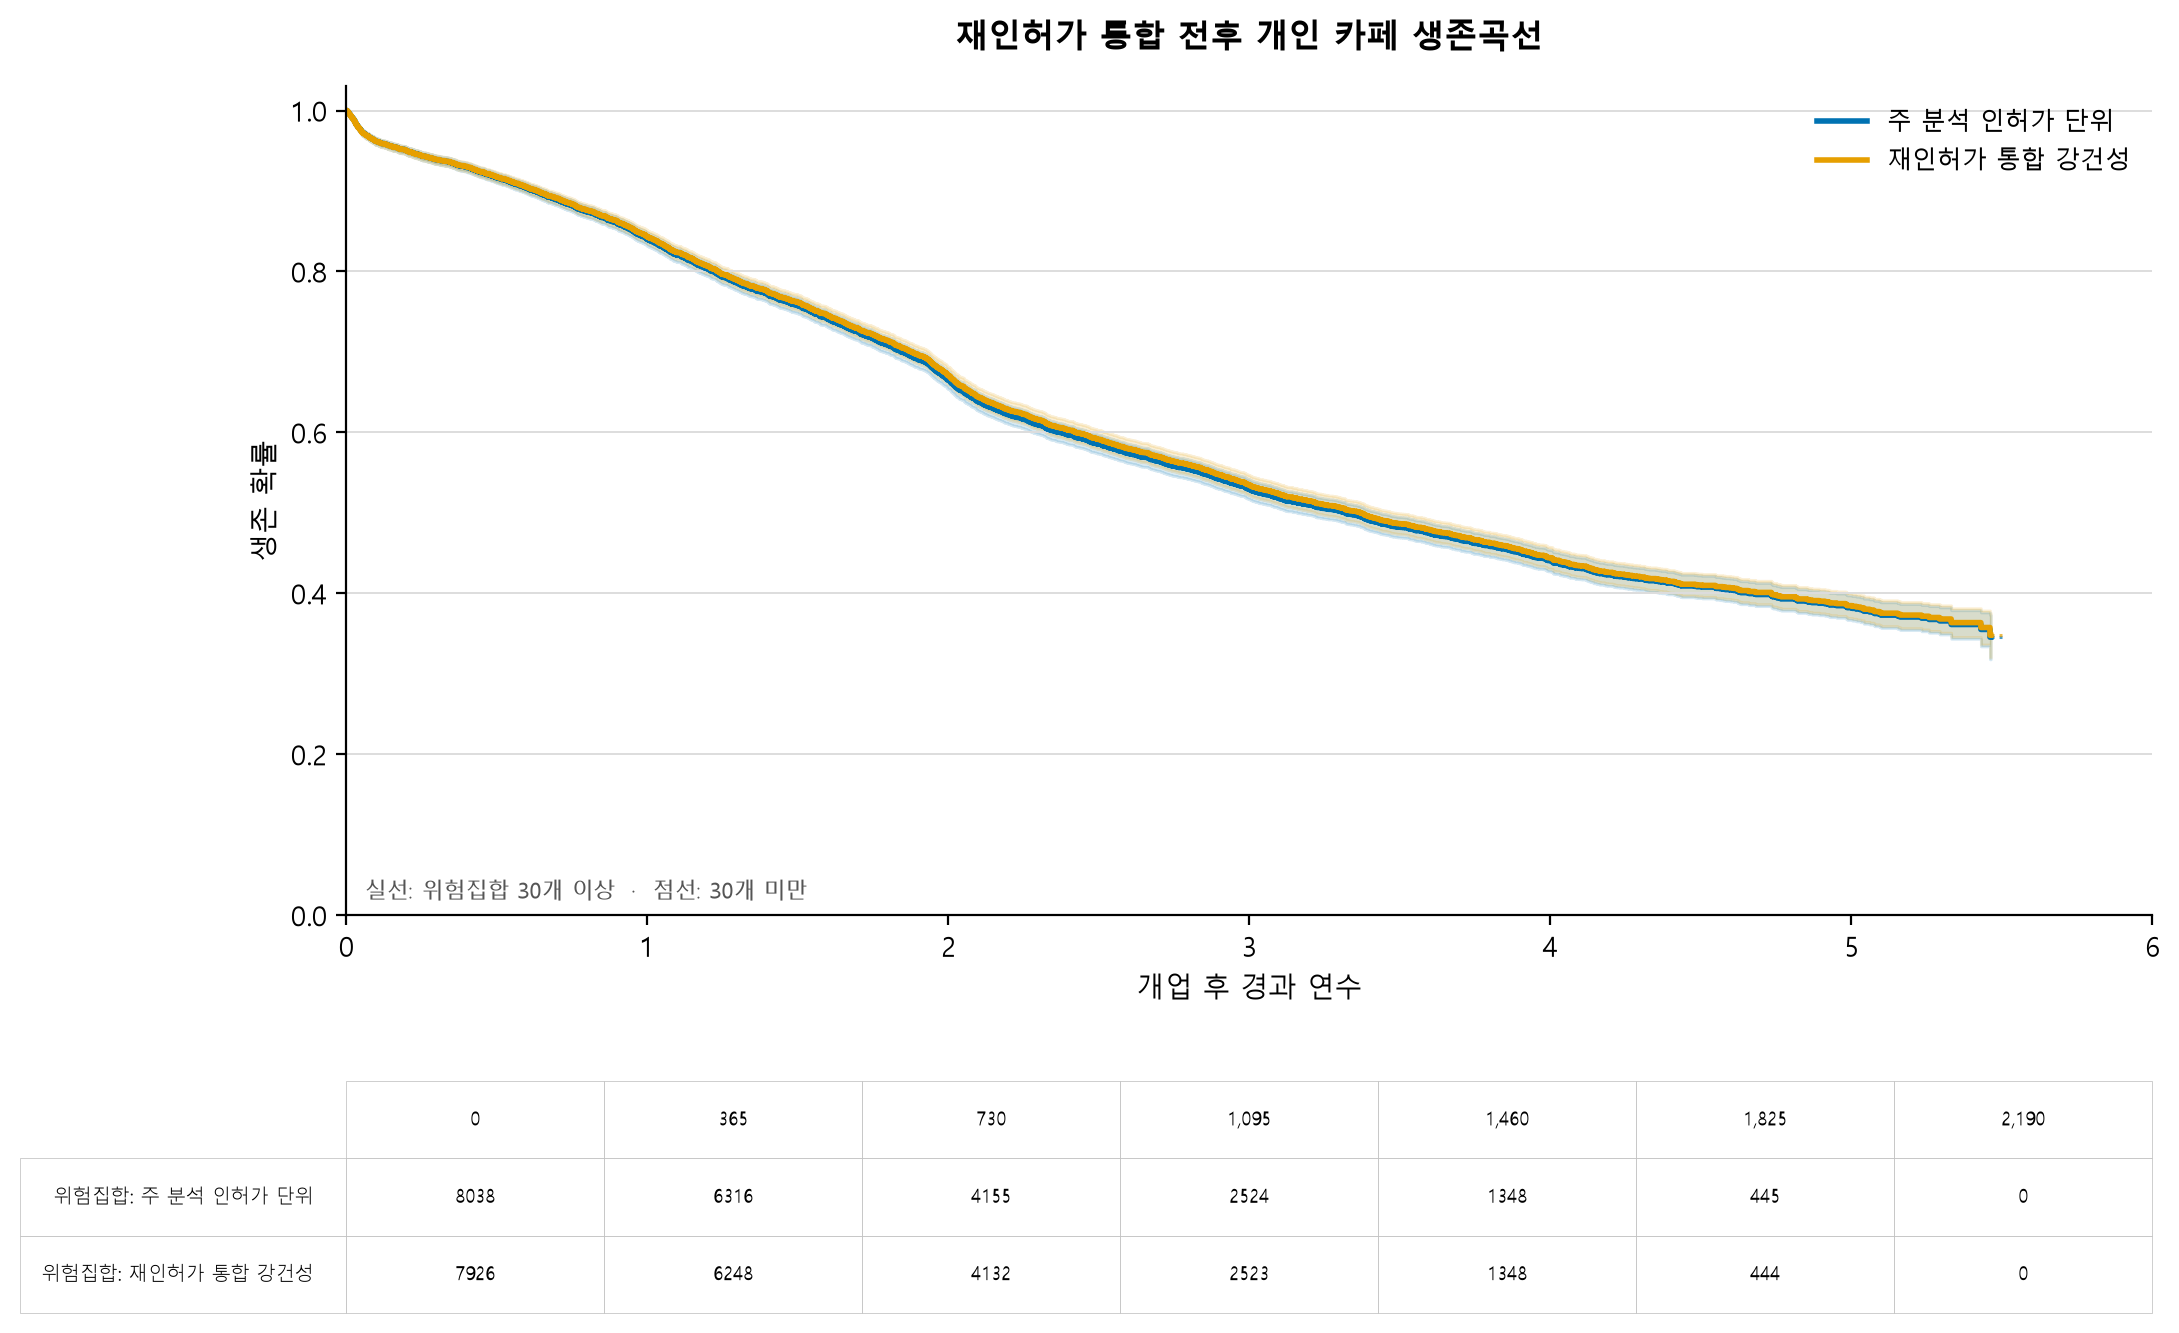 재인허가 통합 전후 개인 카페 생존곡선
주 분석 인허가 단위
재인허가 통합 강건성
생존 확률
1.0
0.8
0.6
0.4
0.2
0.0
실선: 위험집합 30개 이상 · 점선: 30개 미만
0 1 2 3 4 5 6
개업 후 경과 연수
0 365 730 1,095 1,460 1,825 2,190
위험집합: 주 분석 인허가 단위 8038 6316 4155 2524 1348 445 0
위험집합: 재인허가 통합 강건성 7926 6248 4132 2523 1348 444 0